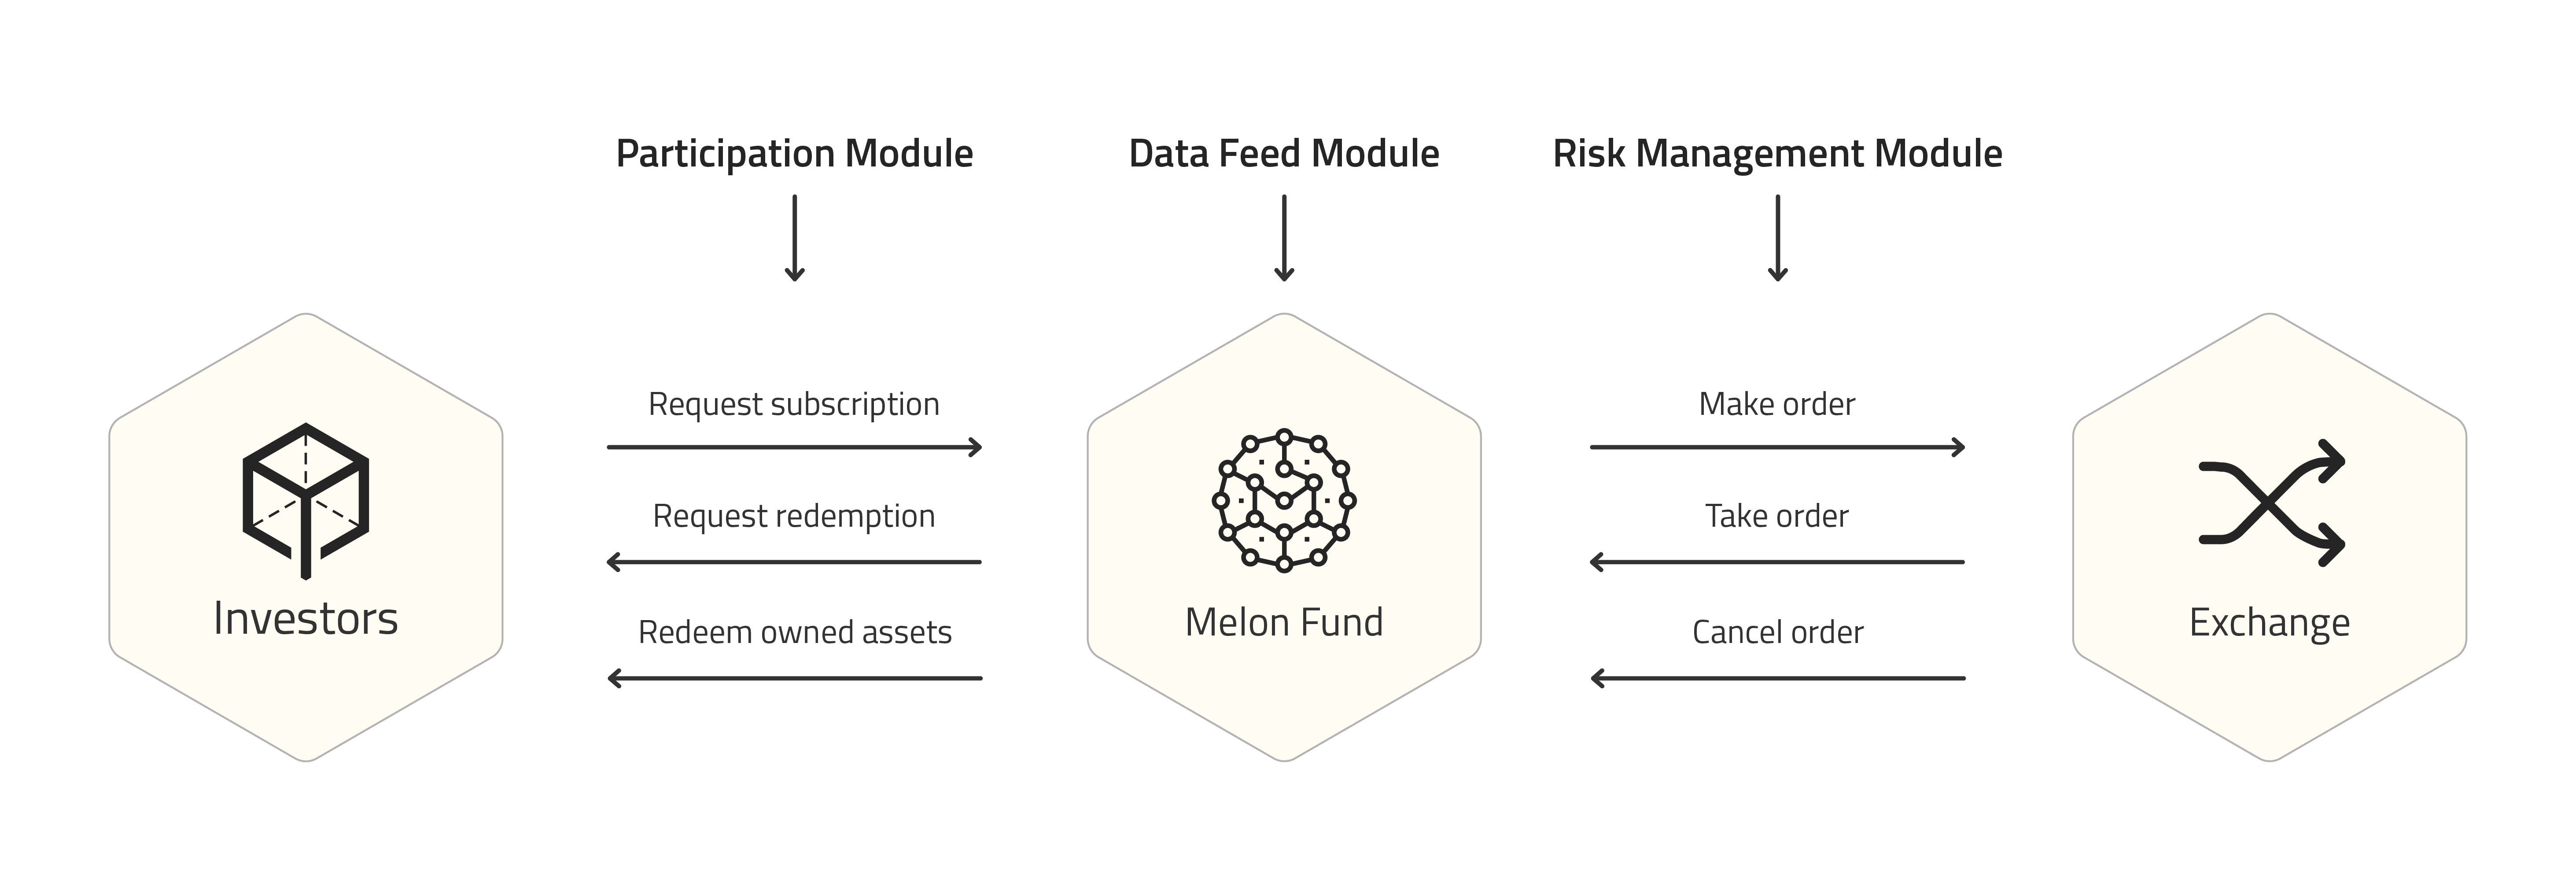 Participation Module
Data Feed Module
Risk Management Module
Request subscription
Request redemption
Redeem owned assets
Make order
Take order
Cancel order
Investors
Melon Fund
Exchange